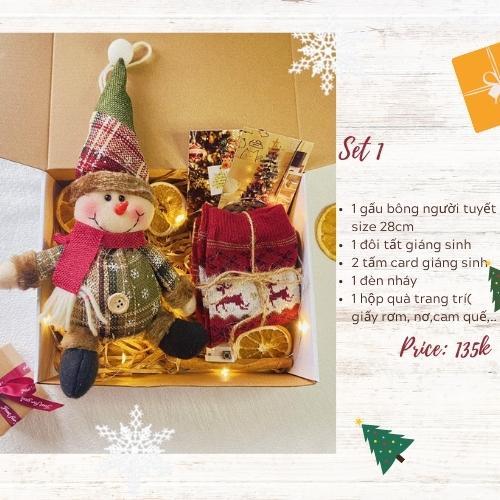 Set 1
1 gấu bông người tuyết
size 28cm
1 đôi tất giáng sinh
2 tấm card giáng sinh
1 đèn nháy
1 hộp quà trang trí(
giấy rơm, nơ,cam quế,..
Price: 135k